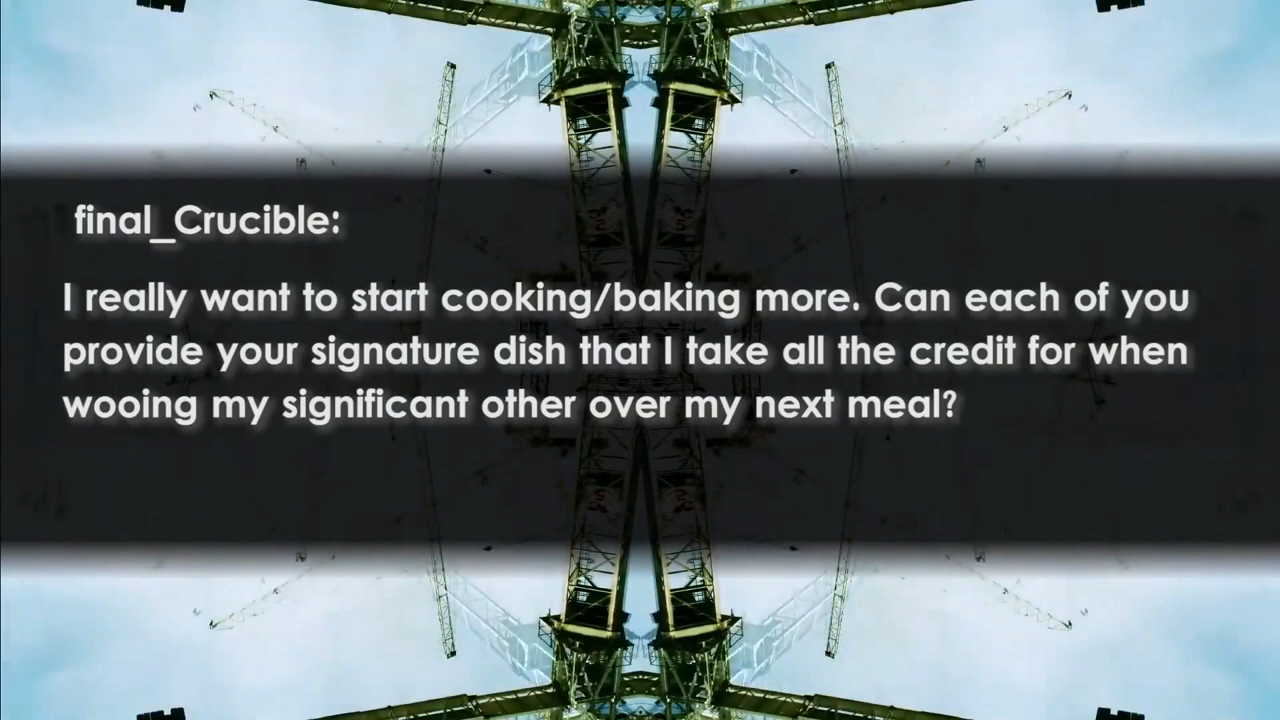 final_Crucible:
I really want to start cooking/baking more. Can each of you
provide your signature dish that I take all the credit for when
wooing my significant other over my next meal?